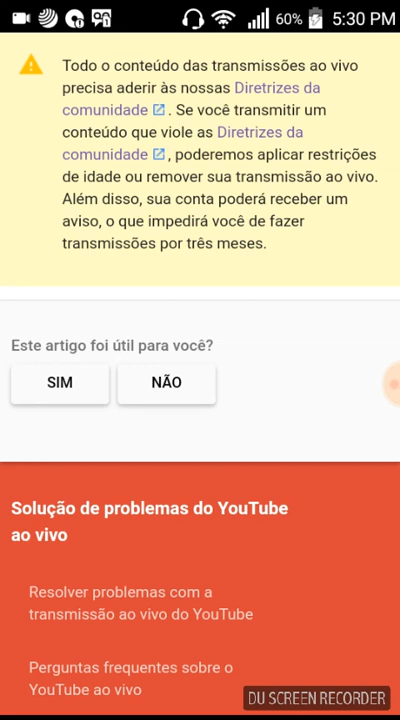 60% 5:30 PM
Todo o conteúdo das transmissões ao vivo
precisa aderir às nossas Diretrizes da
comunidade . Se você transmitir um
conteúdo que viole as Diretrizes da
comunidade , poderemos aplicar restrições
de idade ou remover sua transmissão ao vivo.
Além disso, sua conta poderá receber um
aviso, o que impedirá você de fazer
transmissões por três meses.
Este artigo foi útil para você?
SIM NÃO
Solução de problemas do YouTube
ao vivo
Resolver problemas com a
transmissão ao vivo do YouTube
Perguntas frequentes sobre o
YouTube ao vivo
DU SCREEN RECORDER